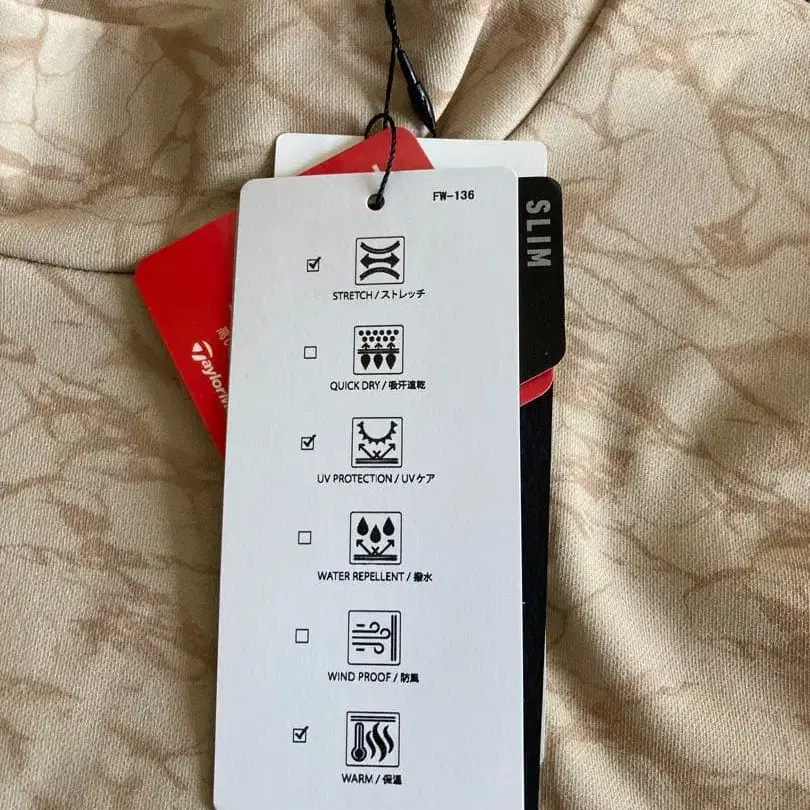 FW-136
SLIM
STRETCH / ストレッチ
QUICK DRY / 吸汗速乾
UV PROTECTION / UVケア
WATER REPELLENT / 撥水
WIND PROOF / 防風
WARM / 保温